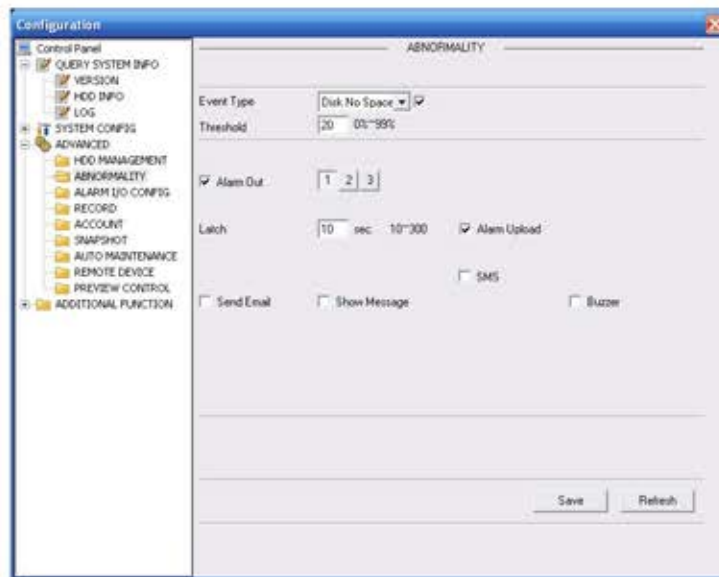 Configuration
Control Panel
QUERY SYSTEM INFO
VERSION
HDD INFO
LOG
SYSTEM CONFIG
ADVANCED
HDD MANAGEMENT
ABNORMALITY
ALARM I/O CONFIG
RECORD
ACCOUNT
SNAPSHOT
AUTO MAINTENANCE
REMOTE DEVICE
PREVIEW CONTROL
ADDITIONAL FUNCTION
ABNORMALITY
Event Type Disk No Space
Threshold 20 0%~99%
Alarm Out 1 2 3
Latch 10 sec. 10~300 Alarm Upload
SMS
Send Email Show Message Buzzer
Save Refresh